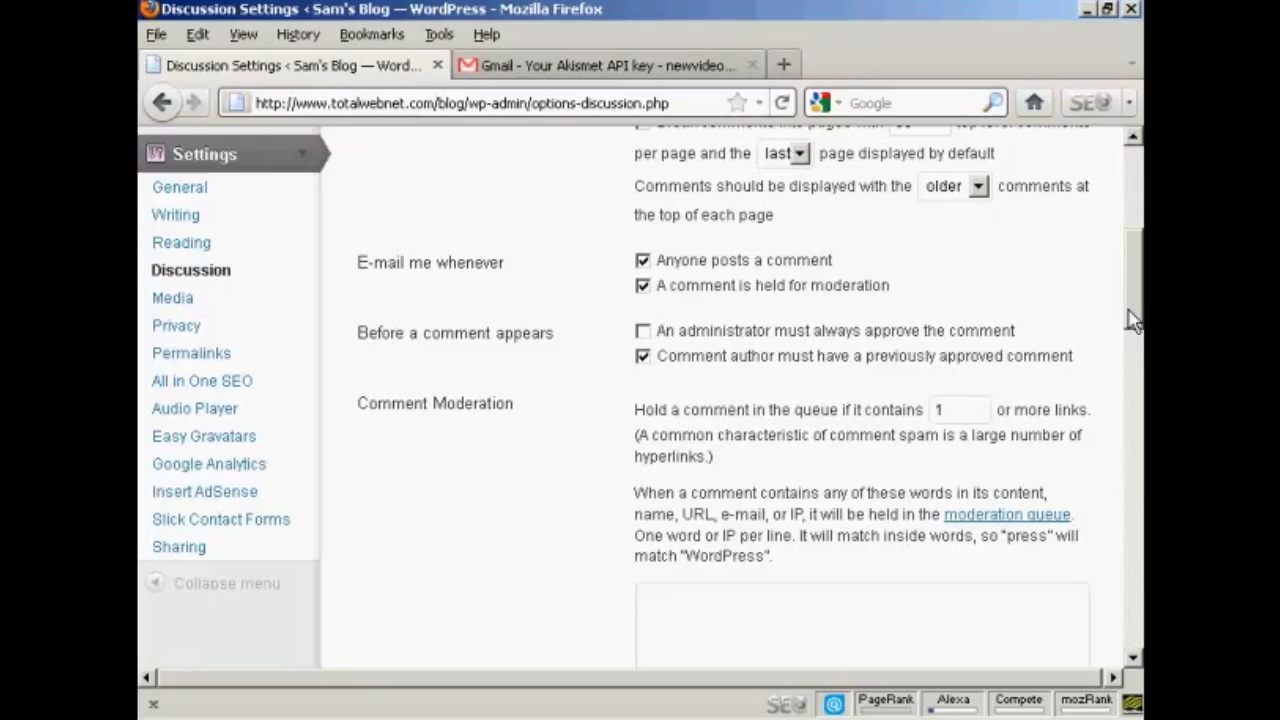 Discussion Settings ‹ Sam's Blog — WordPress - Mozilla Firefox
File Edit View History Bookmarks Tools Help
Discussion Settings ‹ Sam's Blog — Word... Gmail - Your Akismet API key - newvideo...
http://www.totalwebnet.com/blog/wp-admin/options-discussion.php Google SEO
Settings
General
Writing
Reading
Discussion
Media
Privacy
Permalinks
All in One SEO
Audio Player
Easy Gravatars
Google Analytics
Insert AdSense
Slick Contact Forms
Sharing
Collapse menu
per page and the last page displayed by default
Comments should be displayed with the older comments at
the top of each page
E-mail me whenever
Anyone posts a comment
A comment is held for moderation
Before a comment appears
An administrator must always approve the comment
Comment author must have a previously approved comment
Comment Moderation
Hold a comment in the queue if it contains 1 or more links.
(A common characteristic of comment spam is a large number of
hyperlinks.)
When a comment contains any of these words in its content,
name, URL, e-mail, or IP, it will be held in the moderation queue.
One word or IP per line. It will match inside words, so "press" will
match "WordPress".
SEO PageRank Alexa Compete mozRank